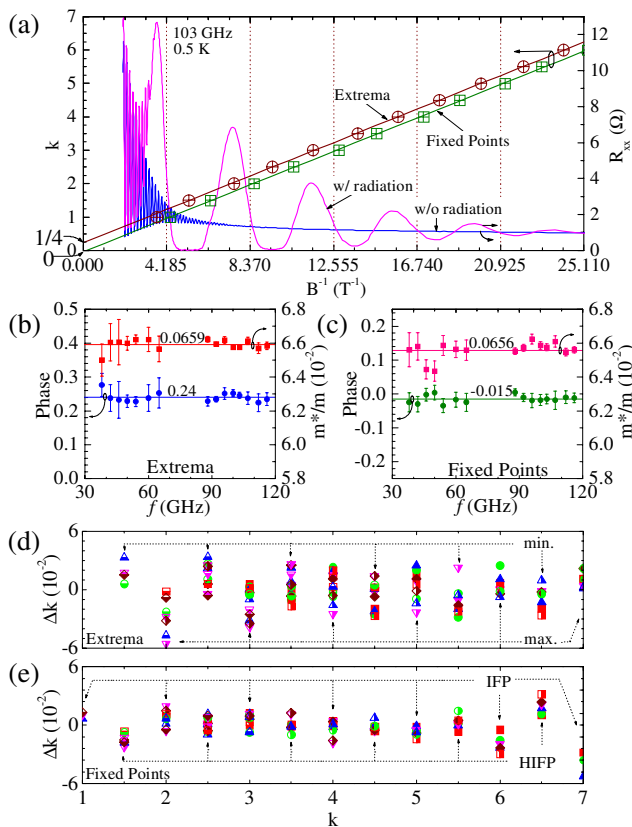 (a)
103 GHz
0.5 K
Extrema
Fixed Points
w/ radiation
w/o radiation
k
7
6
5
4
3
2
1
1/4
0
Rxx (Ω)
12
10
8
6
4
2
0
0.000 4.185 8.370 12.555 16.740 20.925 25.110
B⁻¹ (T⁻¹)
(b)
0.0659
0.24
Extrema
Phase
0.5
0.4
0.3
0.2
0.1
0.0
m*/m (10⁻²)
6.8
6.6
6.4
6.2
6.0
5.8
30 60 90 120
f (GHz)
(c)
0.0656
-0.015
Fixed Points
Phase
0.2
0.1
0.0
-0.1
-0.2
m*/m (10⁻²)
6.8
6.6
6.4
6.2
6.0
5.8
30 60 90 120
f (GHz)
(d)
min.
max.
Extrema
Δk (10⁻²)
6
0
-6
(e)
IFP
HIFP
Fixed Points
Δk (10⁻²)
6
0
-6
1 2 3 4 5 6 7
k